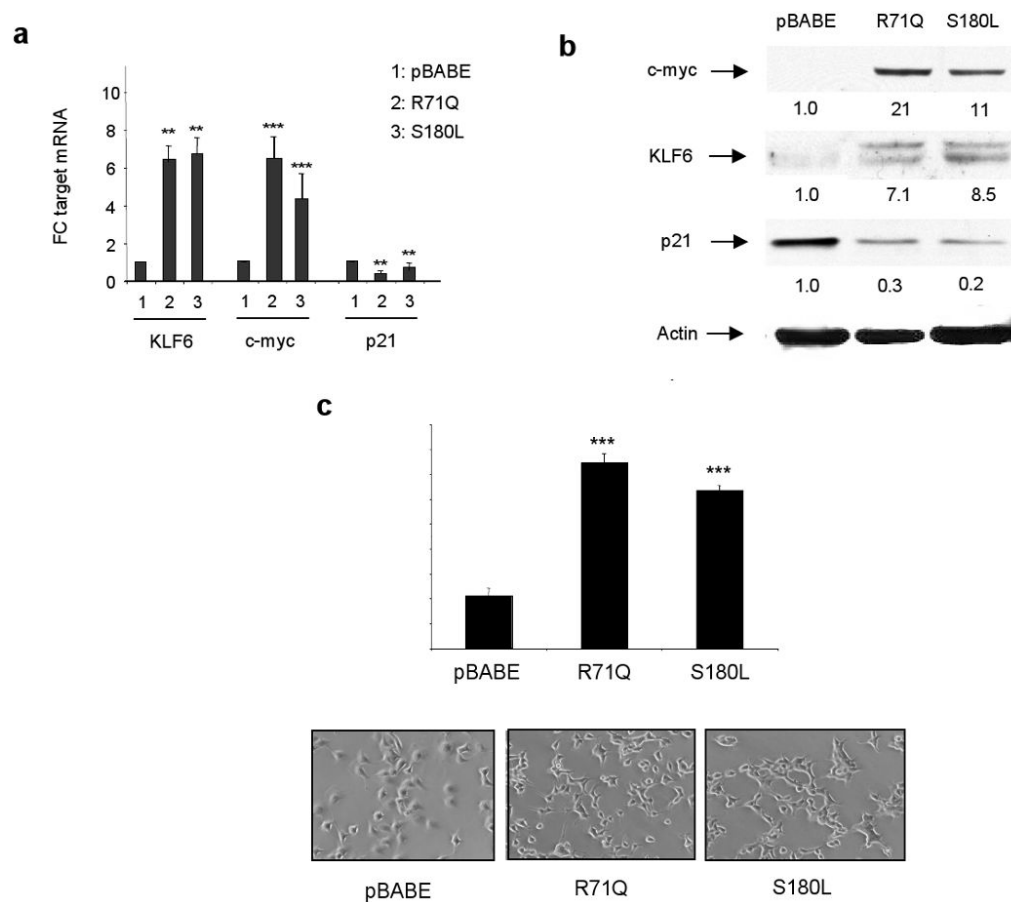 a
1: pBABE
2: R71Q
3: S180L
FC target mRNA
10
8
6
4
2
0
** ** *** *** ** **
1 2 3 1 2 3 1 2 3
KLF6 c-myc p21
b
pBABE R71Q S180L
c-myc
1.0 21 11
KLF6
1.0 7.1 8.5
p21
1.0 0.3 0.2
Actin
c
*** ***
pBABE R71Q S180L
pBABE R71Q S180L